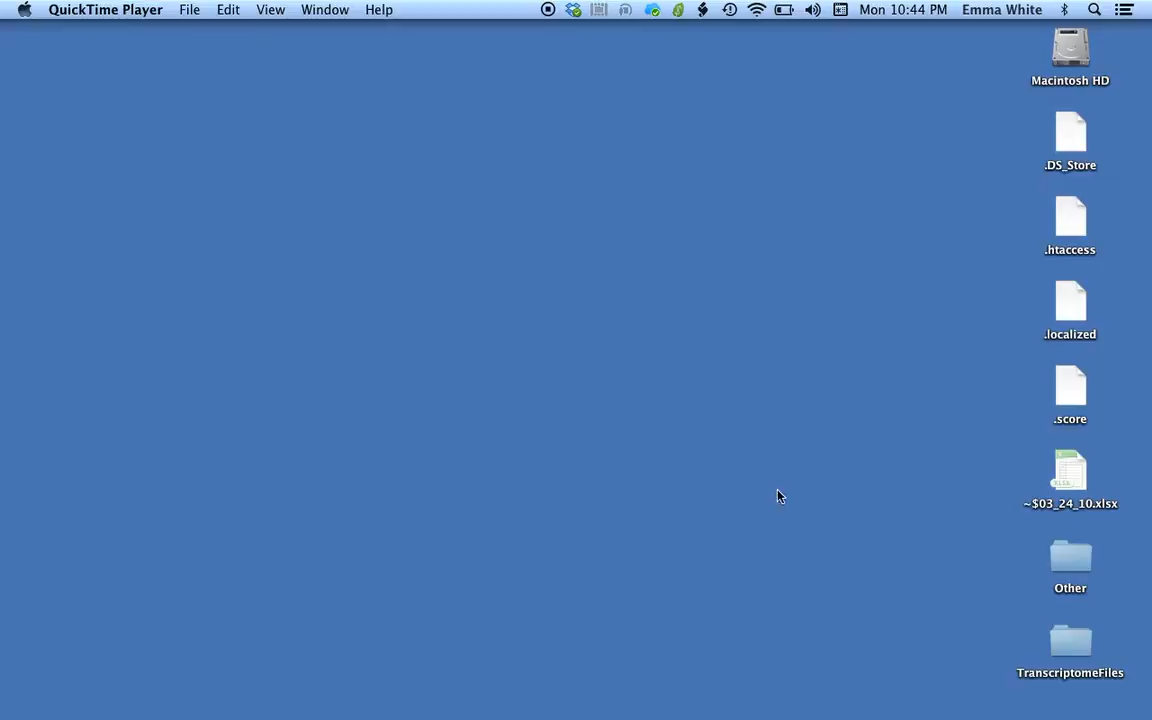 QuickTime Player File Edit View Window Help Mon 10:44 PM Emma White
Macintosh HD
.DS_Store
.htaccess
.localized
.score
XLSX
~$03_24_10.xlsx
Other
TranscriptomeFiles